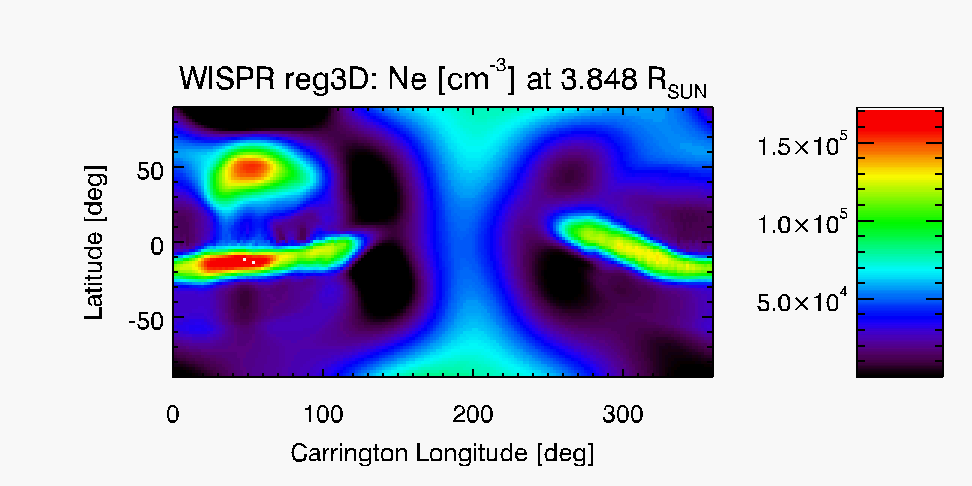 WISPR reg3D: Ne [cm⁻³] at 3.848 R_SUN
50
0
-50
Latitude [deg]
0 100 200 300
Carrington Longitude [deg]
1.5×10⁵
1.0×10⁵
5.0×10⁴